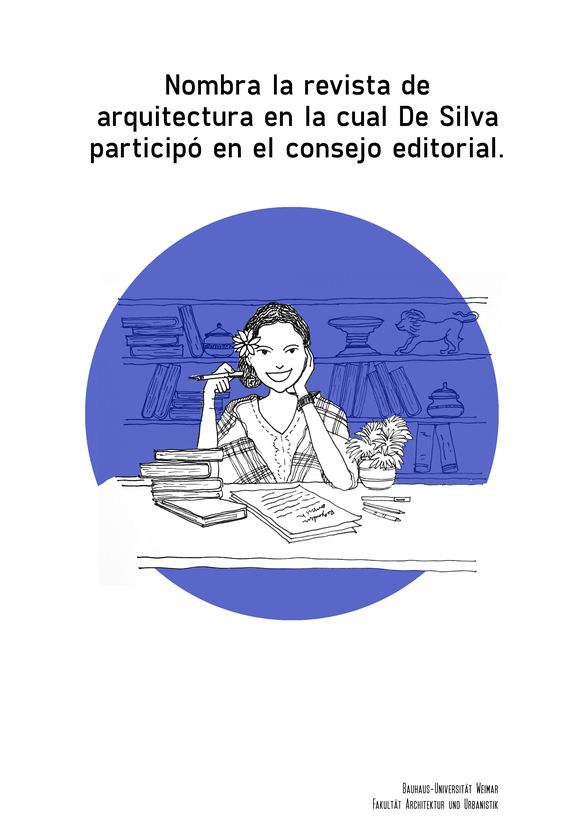 Nombra la revista de
arquitectura en la cual De Silva
participó en el consejo editorial.
Bauhaus-Universität Weimar
Fakultät Architektur und Urbanistik